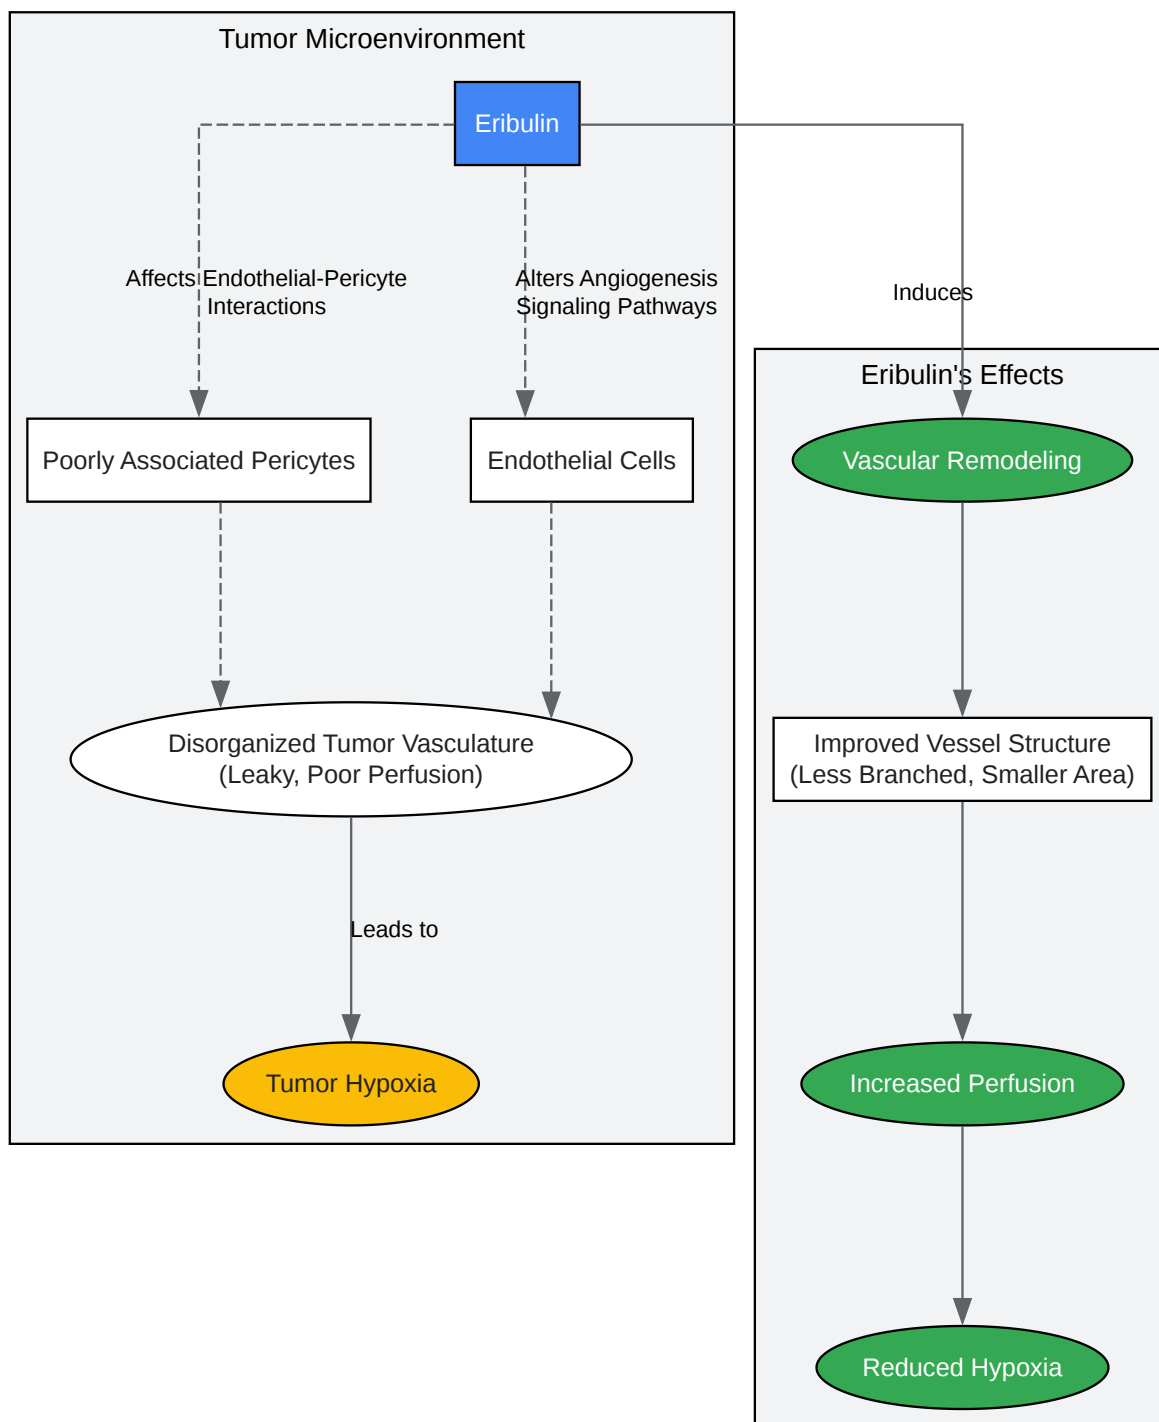 Tumor Microenvironment
Eribulin
Affects Endothelial-Pericyte
Interactions
Alters Angiogenesis
Signaling Pathways
Induces
Eribulin's Effects
Poorly Associated Pericytes
Endothelial Cells
Vascular Remodeling
Disorganized Tumor Vasculature
(Leaky, Poor Perfusion)
Improved Vessel Structure
(Less Branched, Smaller Area)
Leads to
Tumor Hypoxia
Increased Perfusion
Reduced Hypoxia